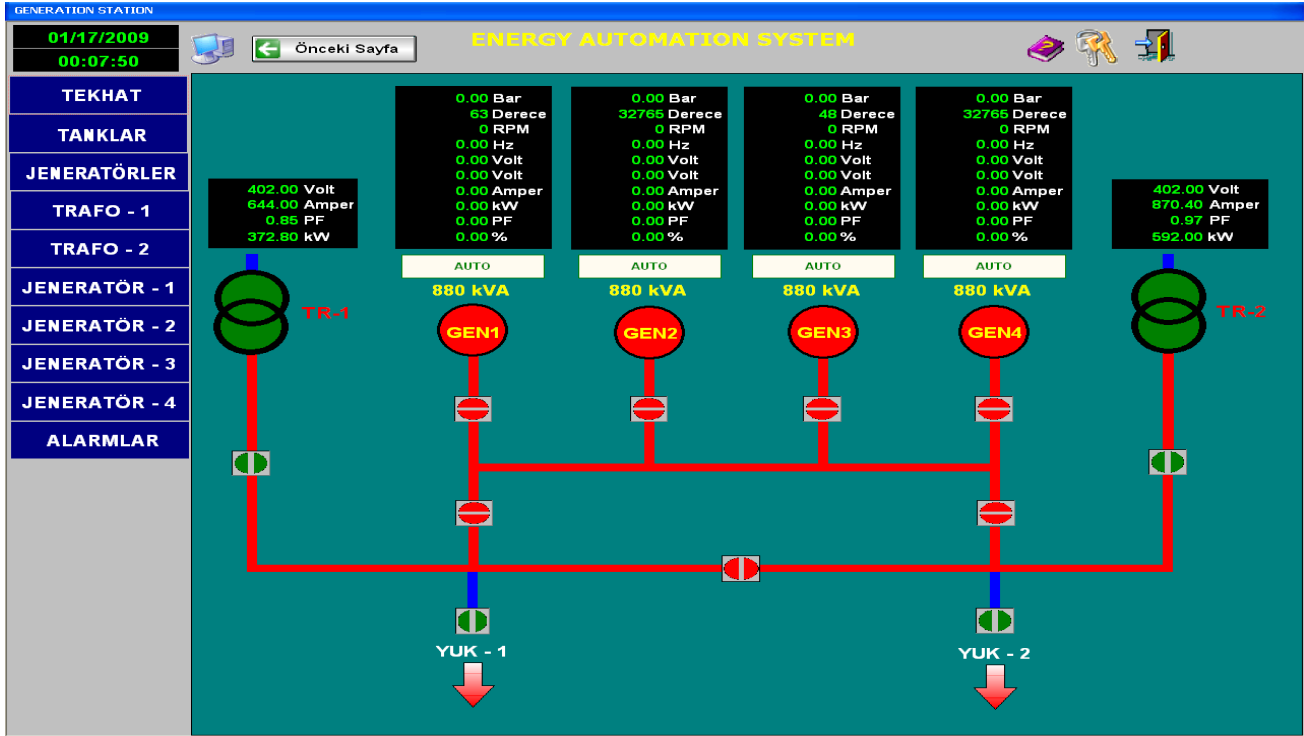 GENERATION STATION
01/17/2009
00:07:50
Önceki Sayfa
ENERGY AUTOMATION SYSTEM
TEKHAT
TANKLAR
JENERATÖRLER
TRAFO - 1
TRAFO - 2
JENERATÖR - 1
JENERATÖR - 2
JENERATÖR - 3
JENERATÖR - 4
ALARMLAR
402.00 Volt
644.00 Amper
0.85 PF
372.80 kW
TR-1
0.00 Bar
63 Derece
0 RPM
0.00 Hz
0.00 Volt
0.00 Volt
0.00 Amper
0.00 kW
0.00 PF
0.00 %
AUTO
880 kVA
GEN1
0.00 Bar
32765 Derece
0 RPM
0.00 Hz
0.00 Volt
0.00 Volt
0.00 Amper
0.00 kW
0.00 PF
0.00 %
AUTO
880 kVA
GEN2
0.00 Bar
48 Derece
0 RPM
0.00 Hz
0.00 Volt
0.00 Volt
0.00 Amper
0.00 kW
0.00 PF
0.00 %
AUTO
880 kVA
GEN3
0.00 Bar
32765 Derece
0 RPM
0.00 Hz
0.00 Volt
0.00 Volt
0.00 Amper
0.00 kW
0.00 PF
0.00 %
AUTO
880 kVA
GEN4
402.00 Volt
870.40 Amper
0.97 PF
592.00 kW
TR-2
YUK - 1
YUK - 2